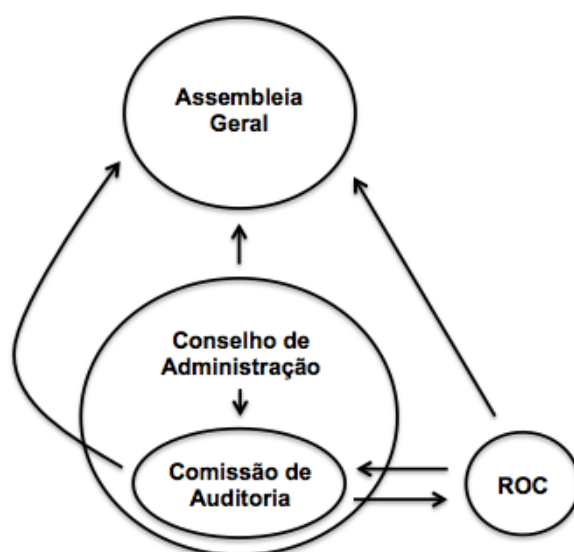 Assembleia
Geral
Conselho de
Administração
Comissão de
Auditoria
ROC